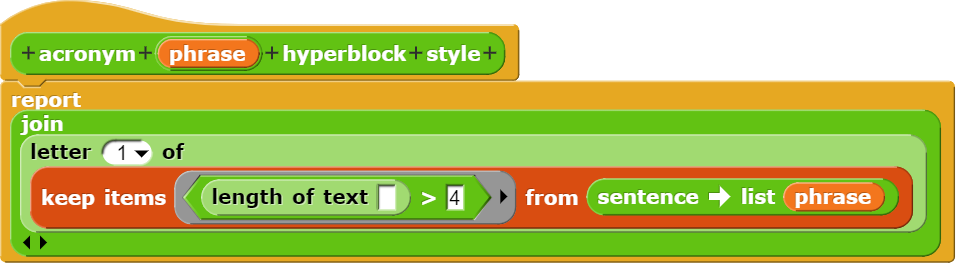 + acronym + phrase + hyperblock + style +
report
join
letter 1 of
keep items length of text > 4 from sentence → list phrase